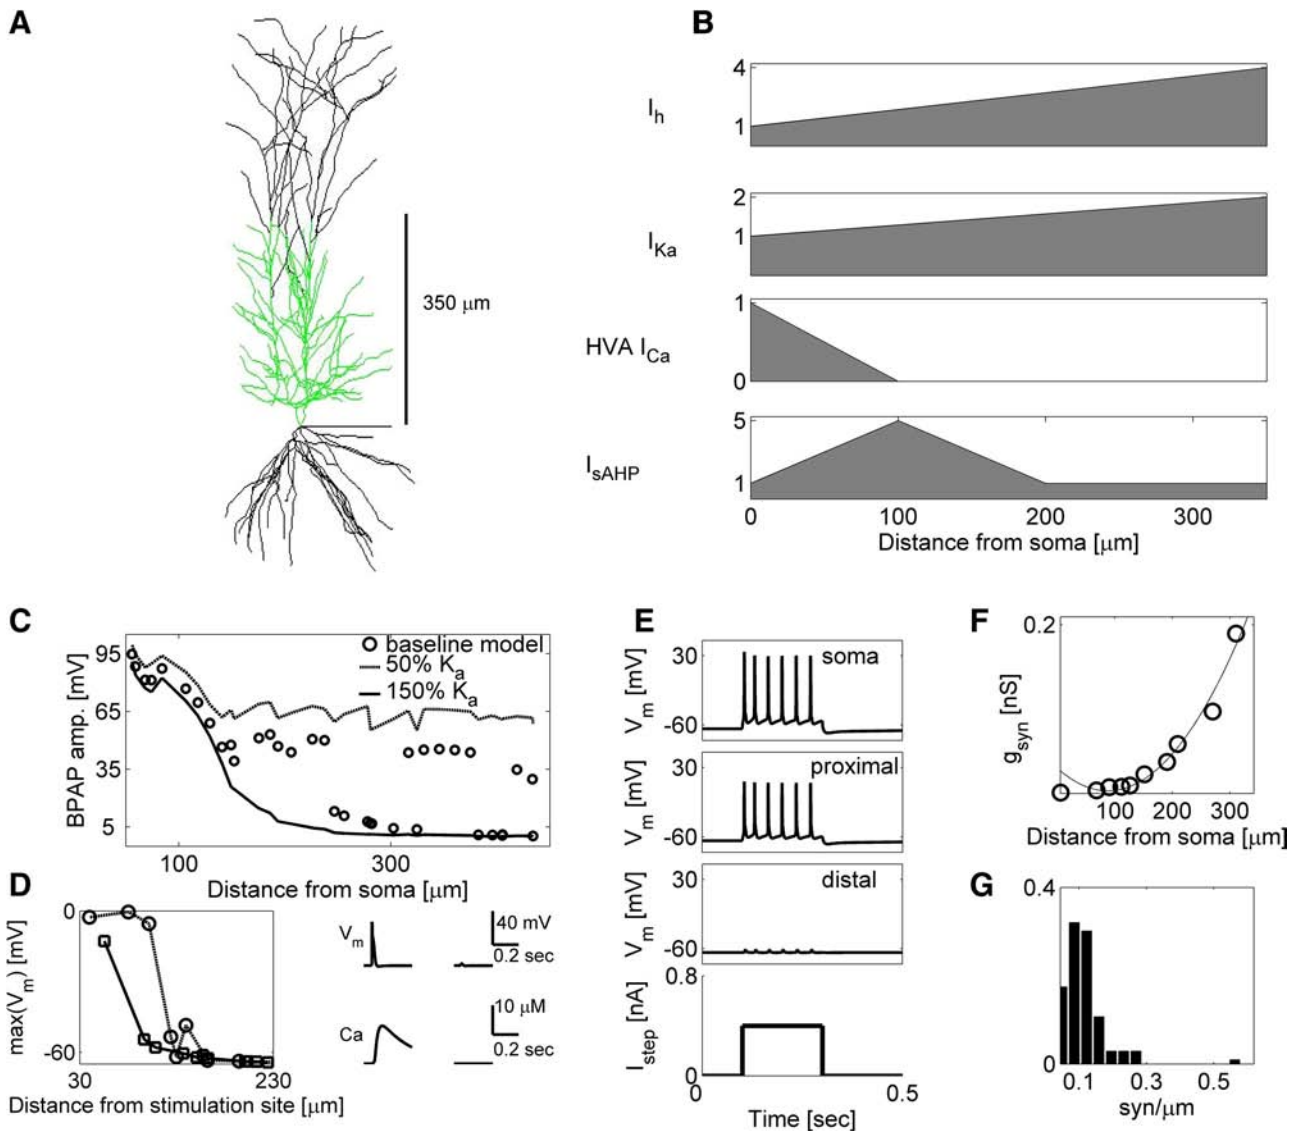 A
350 μm
B
I_h
4
1
I_Ka
2
1
HVA I_Ca
1
0
I_sAHP
5
1
0 100 200 300
Distance from soma [μm]
C
BPAP amp. [mV]
95
65
35
5
baseline model
50% K_a
150% K_a
100 300
Distance from soma [μm]
D
max(V_m) [mV]
0
-60
30 230
Distance from stimulation site [μm]
V_m
40 mV
0.2 sec
Ca
10 μM
0.2 sec
E
V_m [mV]
30
-60
soma
V_m [mV]
30
-60
proximal
V_m [mV]
30
-60
distal
I_step [nA]
0.8
0
0 0.5
Time [sec]
F
g_syn [nS]
0.2
0
0 100 200 300
Distance from soma [μm]
G
0.4
0
0.1 0.3 0.5
syn/μm